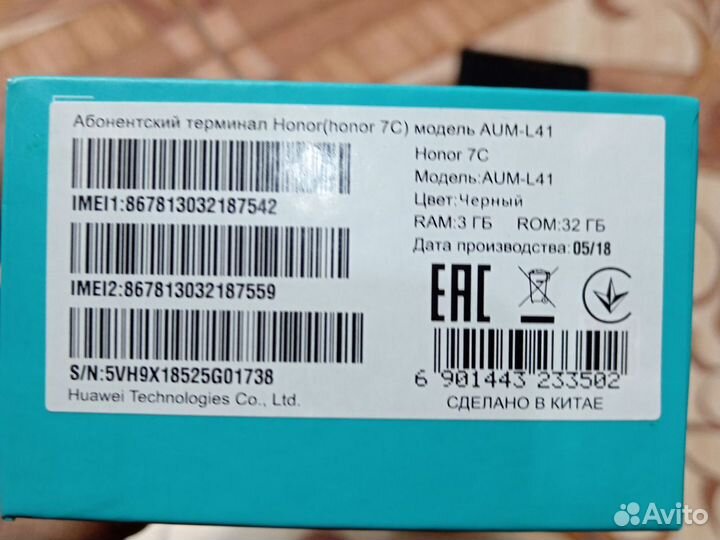 Абонентский терминал Honor(honor 7C) модель AUM-L41
IMEI1:867813032187542
IMEI2:867813032187559
S/N:5VH9X18525G01738
Huawei Technologies Co., Ltd.
Honor 7C
Модель:AUM-L41
Цвет:Черный
RAM:3 ГБ ROM:32 ГБ
Дата производства:05/18
EAC
6 901443 233502
СДЕЛАНО В КИТАЕ
Avito